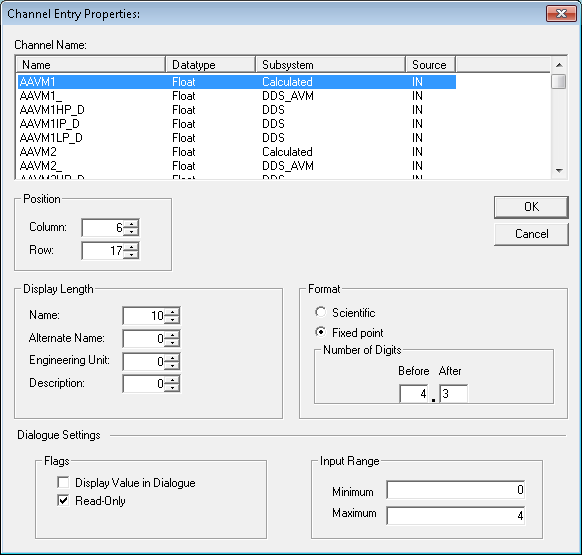 Channel Entry Properties:
Channel Name:
Name Datatype Subsystem Source
AAVM1 Float Calculated IN
AAVM1_ Float DDS_AVM IN
AAVM1HP_D Float DDS IN
AAVM1IP_D Float DDS IN
AAVM1LP_D Float DDS IN
AAVM2 Float Calculated IN
AAVM2_ Float DDS_AVM IN
AAVM2HP_D Float DDS IN
Position
Column: 6
Row: 17
OK
Cancel
Display Length
Name: 10
Alternate Name: 0
Engineering Unit: 0
Description: 0
Format
Scientific
Fixed point
Number of Digits
Before After
4 . 3
Dialogue Settings
Flags
Display Value in Dialogue
Read-Only
Input Range
Minimum 0
Maximum 4